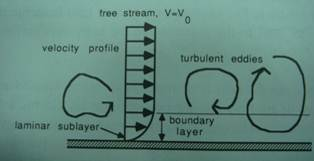 free stream, V=V₀
velocity profile
turbulent eddies
laminar sublayer
boundary
layer